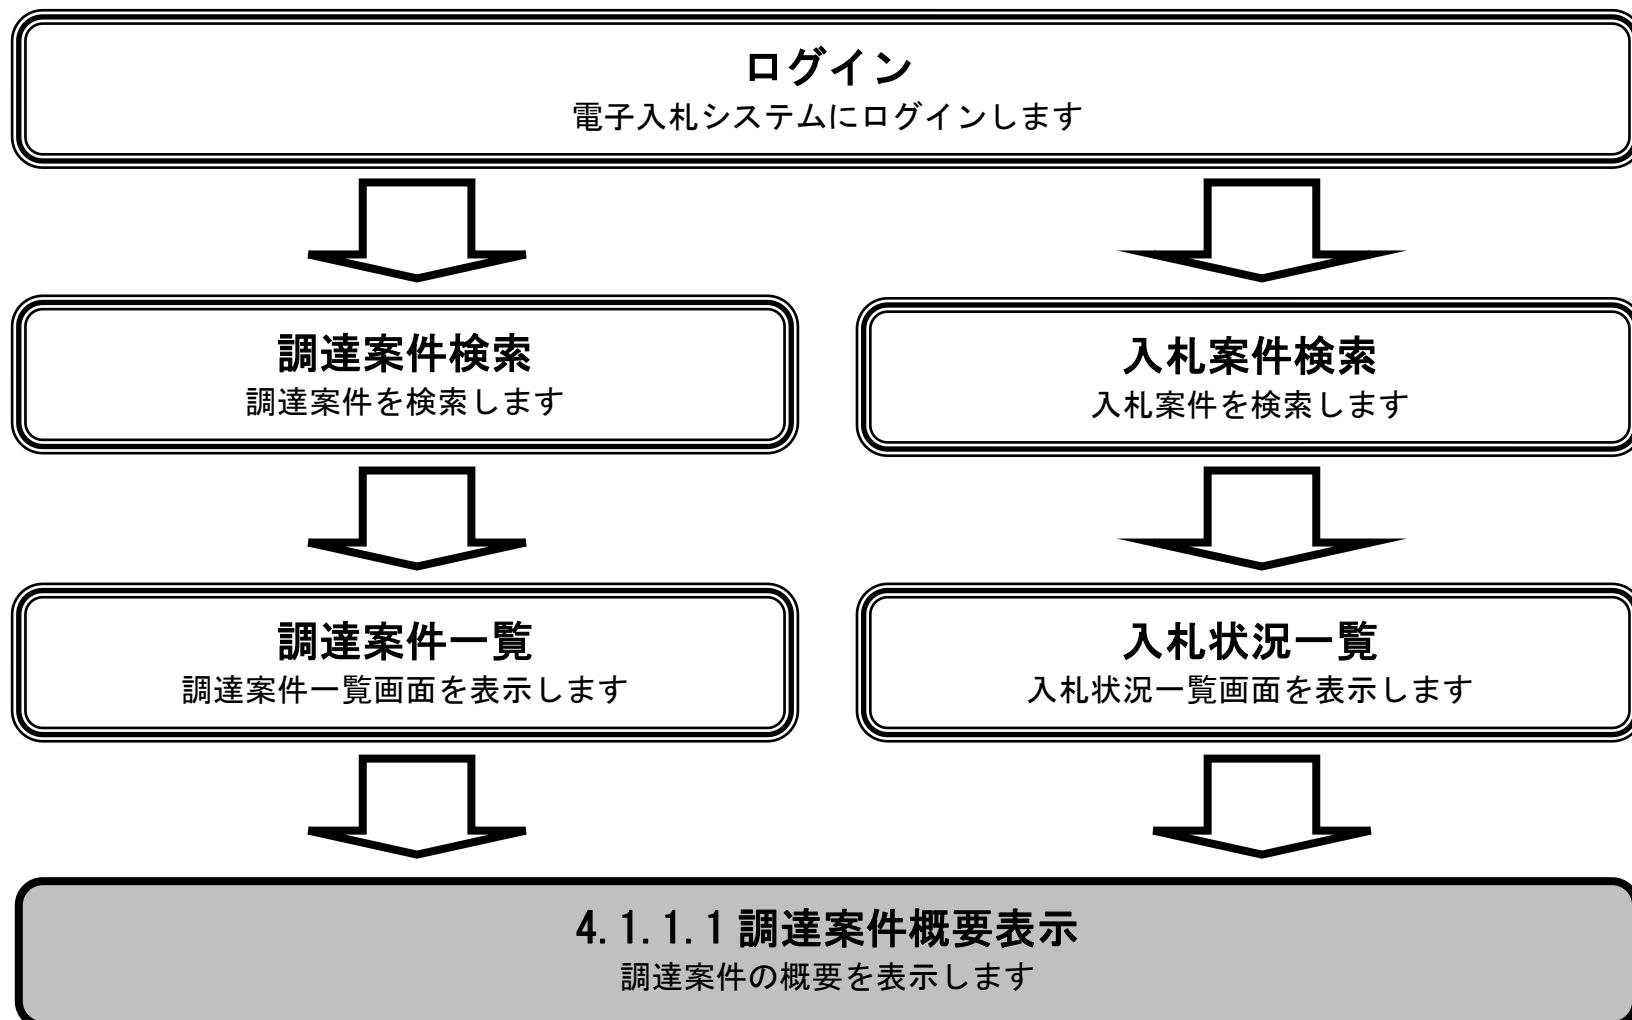 ログイン
電子入札システムにログインします
調達案件検索
調達案件を検索します
入札案件検索
入札案件を検索します
調達案件一覧
調達案件一覧画面を表示します
入札状況一覧
入札状況一覧画面を表示します
4.1.1.1調達案件概要表示
調達案件の概要を表示します